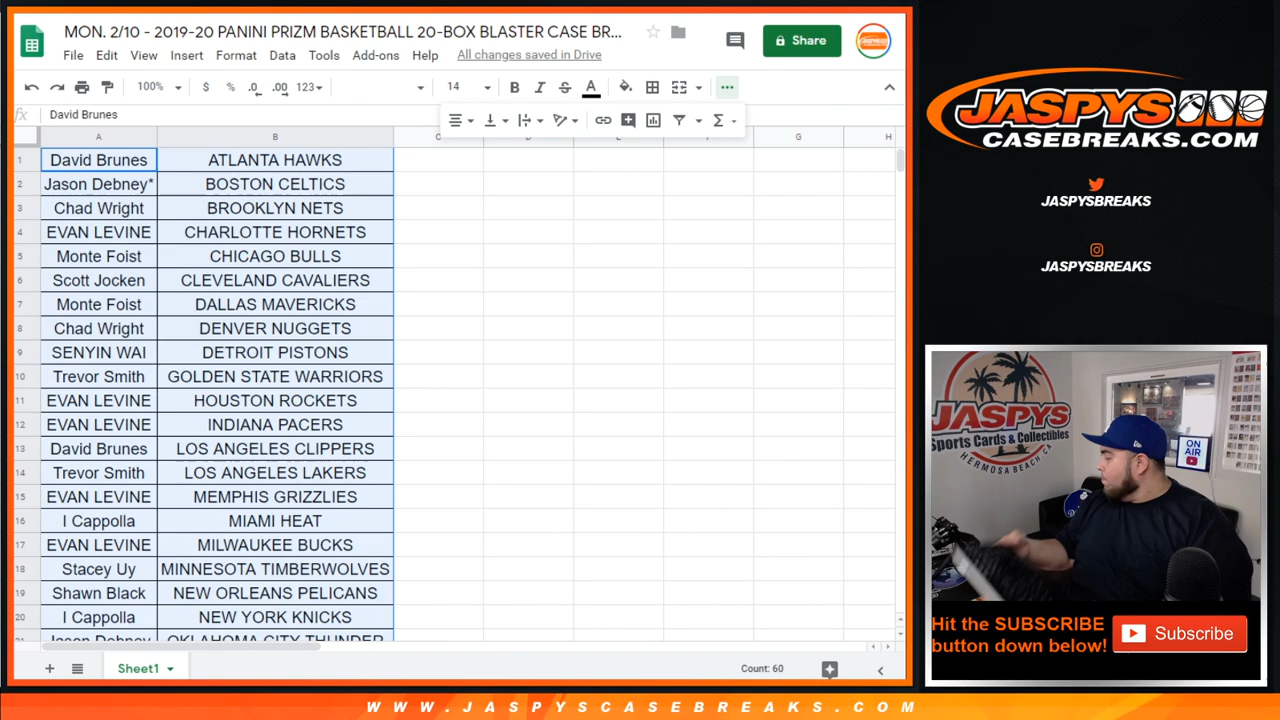 MON. 2/10 - 2019-20 PANINI PRIZM BASKETBALL 20-BOX BLASTER CASE BR...
Share
File Edit View Insert Format Data Tools Add-ons Help All changes saved in Drive
100% $ % .0 .00 123 14 B I S A
fx David Brunes
A B C G H
1 David Brunes ATLANTA HAWKS
2 Jason Debney* BOSTON CELTICS
3 Chad Wright BROOKLYN NETS
4 EVAN LEVINE CHARLOTTE HORNETS
5 Monte Foist CHICAGO BULLS
6 Scott Jocken CLEVELAND CAVALIERS
7 Monte Foist DALLAS MAVERICKS
8 Chad Wright DENVER NUGGETS
9 SENYIN WAI DETROIT PISTONS
10 Trevor Smith GOLDEN STATE WARRIORS
11 EVAN LEVINE HOUSTON ROCKETS
12 EVAN LEVINE INDIANA PACERS
13 David Brunes LOS ANGELES CLIPPERS
14 Trevor Smith LOS ANGELES LAKERS
15 EVAN LEVINE MEMPHIS GRIZZLIES
16 I Cappolla MIAMI HEAT
17 EVAN LEVINE MILWAUKEE BUCKS
18 Stacey Uy MINNESOTA TIMBERWOLVES
19 Shawn Black NEW ORLEANS PELICANS
20 I Cappolla NEW YORK KNICKS
21 Jason Debney OKLAHOMA CITY THUNDER
Sheet1 Count: 60
JASPYS
CASEBREAKS.COM
JASPYSBREAKS
JASPYSBREAKS
JASPYS
Sports Cards & Collectibles
HERMOSA BEACH, CA
ON
AIR
Hit the SUBSCRIBE
button down below!
Subscribe
WWW.JASPYSCASEBREAKS.COM